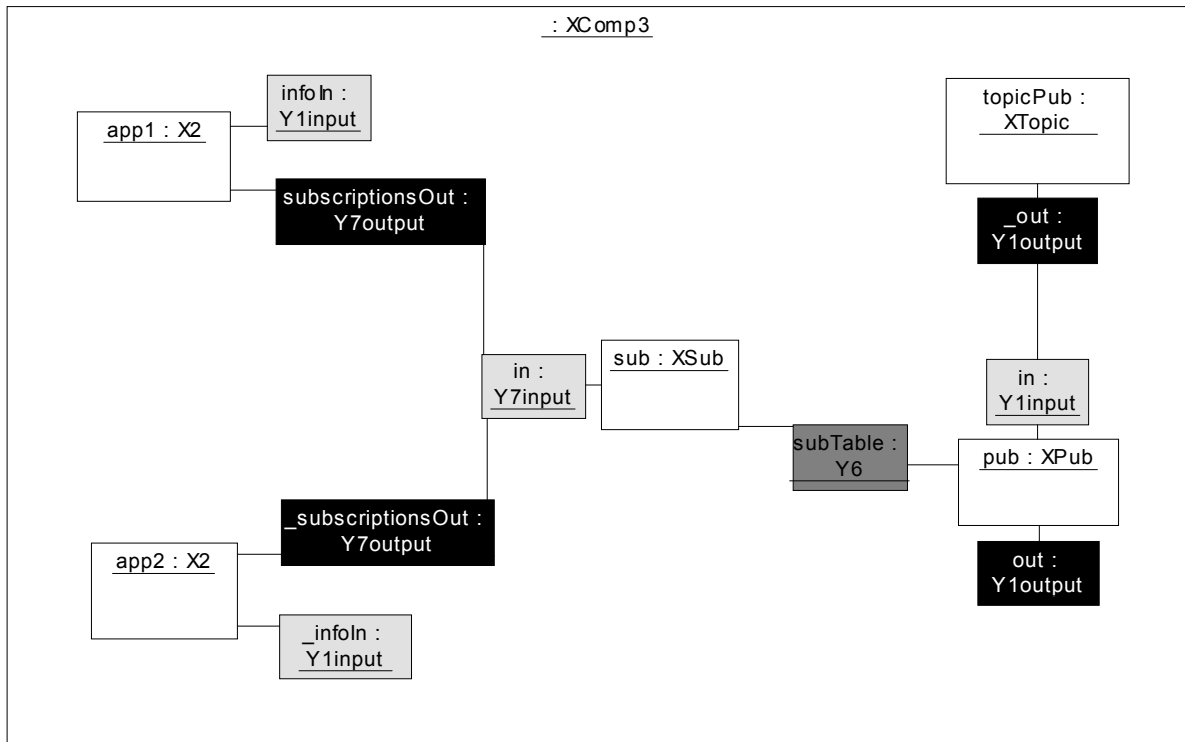 : XComp3
infoIn :
Y1input
app1 : X2
subscriptionsOut :
Y7output
topicPub :
XTopic
_out :
Y1output
in :
Y7input
sub : XSub
in :
Y1input
subTable :
Y6
pub : XPub
_subscriptionsOut :
Y7output
app2 : X2
out :
Y1output
_infoIn :
Y1input